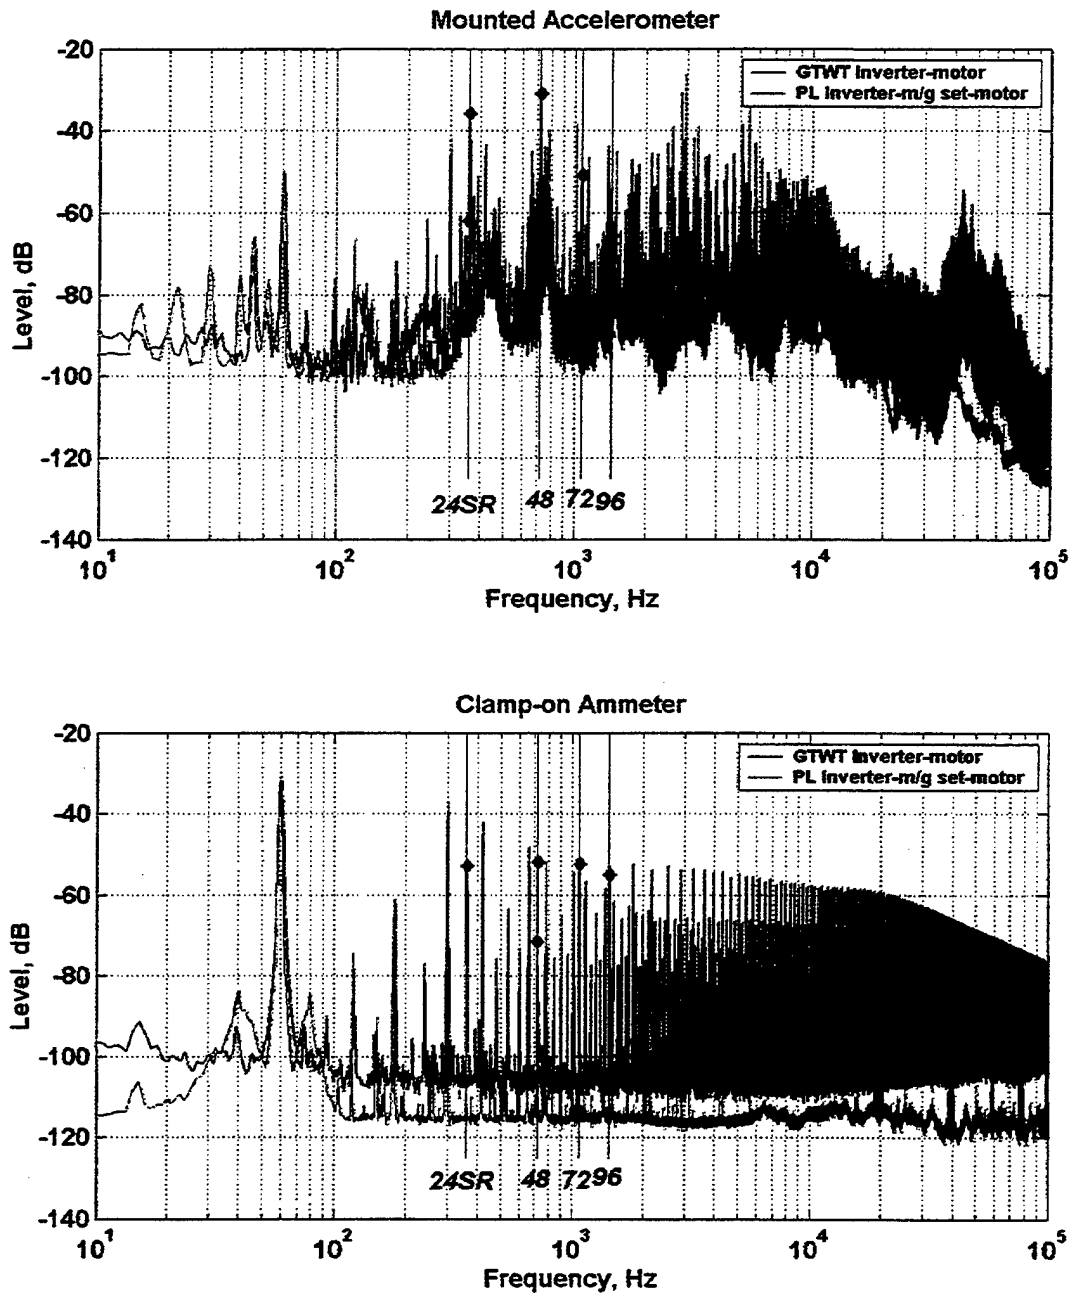 Mounted Accelerometer
GTWT Inverter-motor
PL Inverter-m/g set-motor
-20
-40
-60
-80
-100
-120
-140
Level, dB
24SR 48 72 96
10^1 10^2 10^3 10^4 10^5
Frequency, Hz
Clamp-on Ammeter
GTWT Inverter-motor
PL Inverter-m/g set-motor
-20
-40
-60
-80
-100
-120
-140
Level, dB
24SR 48 72 96
10^1 10^2 10^3 10^4 10^5
Frequency, Hz